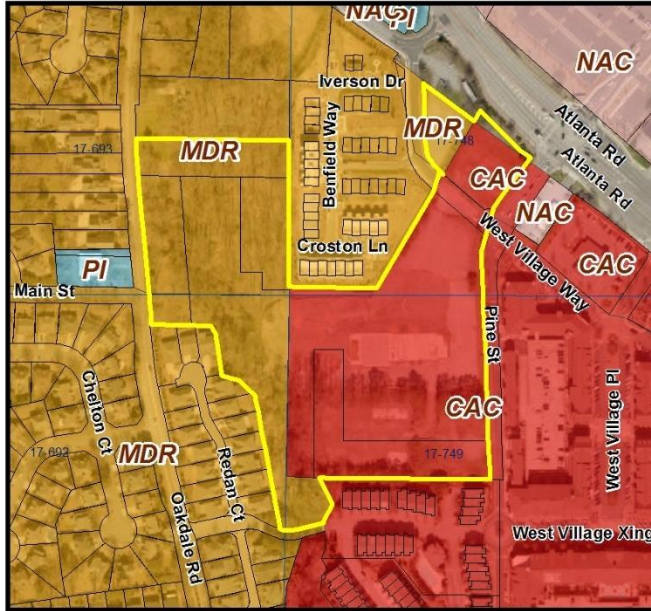 NAC
PI
NAC
Iverson Dr
Atlanta Rd
Atlanta Rd
Benfield Way
MDR
17-748
17-693
MDR
CAC
NAC
CAC
Croston Ln
West Village Way
PI
Main St
Pine St
Chelton Ct
CAC
West Village Pl
MDR
17-692
17-749
Redan Ct
Oakdale Rd
West Village Xing